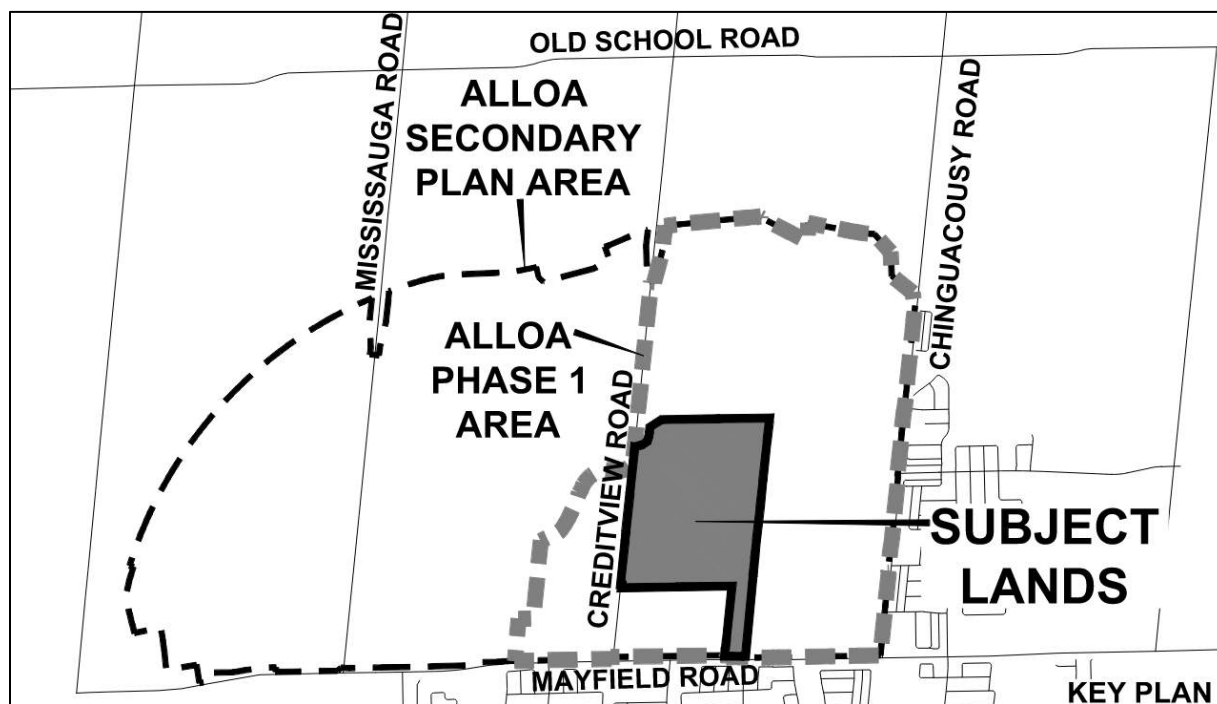 OLD SCHOOL ROAD
MISSISSAUGA ROAD
ALLOA
SECONDARY
PLAN AREA
CHINGUACOUSY ROAD
ALLOA
PHASE 1
AREA
CREDITVIEW ROAD
SUBJECT
LANDS
MAYFIELD ROAD
KEY PLAN